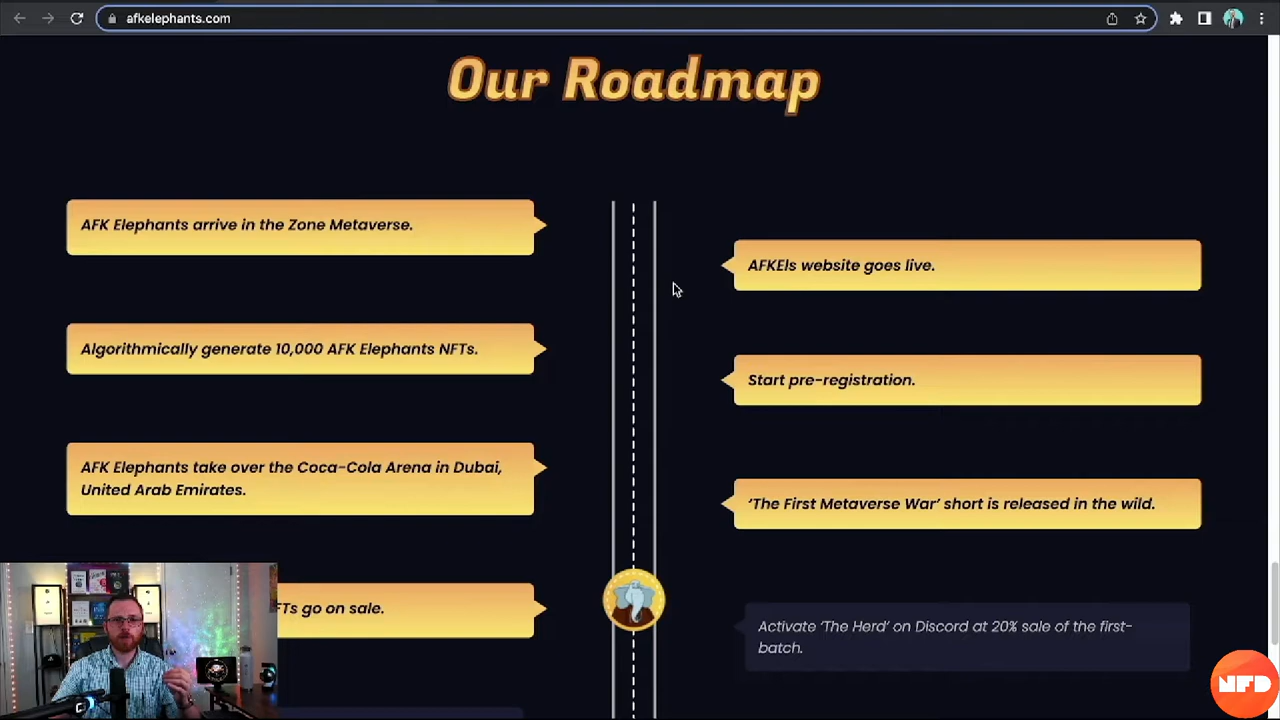 afkelephants.com
Our Roadmap
AFK Elephants arrive in the Zone Metaverse.
AFKEls website goes live.
Algorithmically generate 10,000 AFK Elephants NFTs.
Start pre-registration.
AFK Elephants take over the Coca-Cola Arena in Dubai,
United Arab Emirates.
‘The First Metaverse War’ short is released in the wild.
FTs go on sale.
Activate ‘The Herd’ on Discord at 20% sale of the first-
batch.
NFD